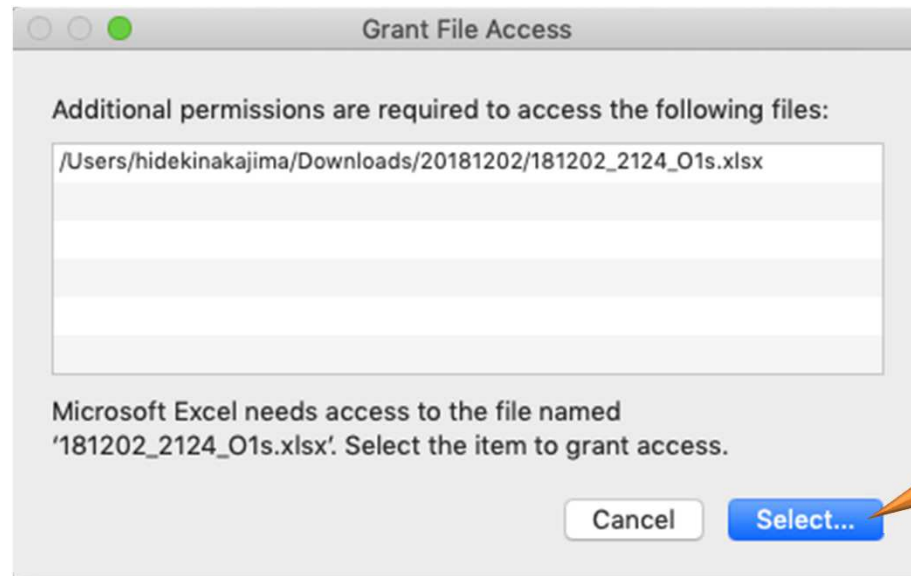 Grant File Access
Additional permissions are required to access the following files:
/Users/hidekinakajima/Downloads/20181202/181202_2124_O1s.xlsx
Microsoft Excel needs access to the file named
‘181202_2124_O1s.xlsx’. Select the item to grant access.
Cancel
Select...